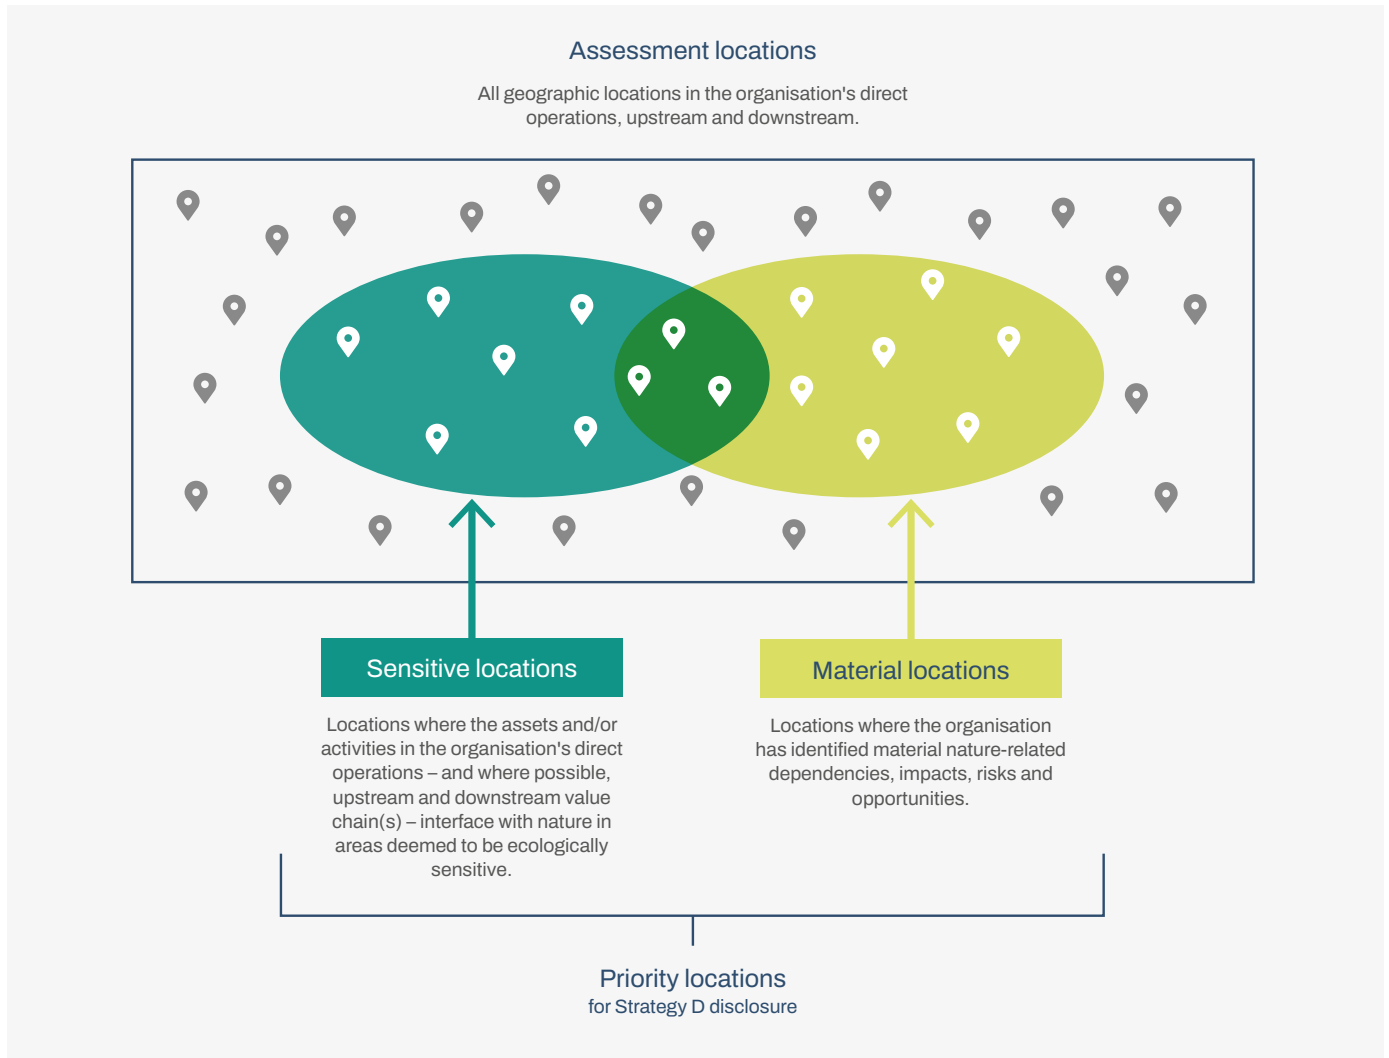 Assessment locations
All geographic locations in the organisation's direct
operations, upstream and downstream.
Sensitive locations
Locations where the assets and/or
activities in the organisation's direct
operations – and where possible,
upstream and downstream value
chain(s) – interface with nature in
areas deemed to be ecologically
sensitive.
Material locations
Locations where the organisation
has identified material nature-related
dependencies, impacts, risks and
opportunities.
Priority locations
for Strategy D disclosure